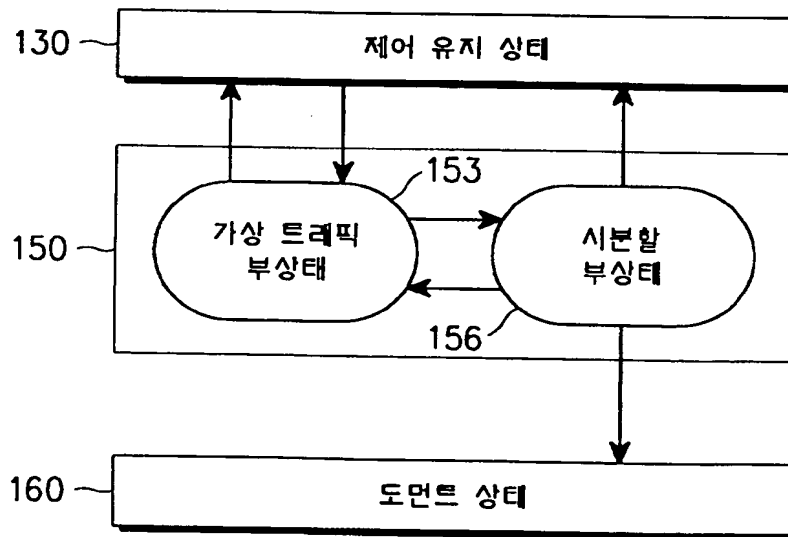 130
제어 유지 상태
153
150
가상 트래픽
부상태
시분할
부상태
156
160
도먼트 상태